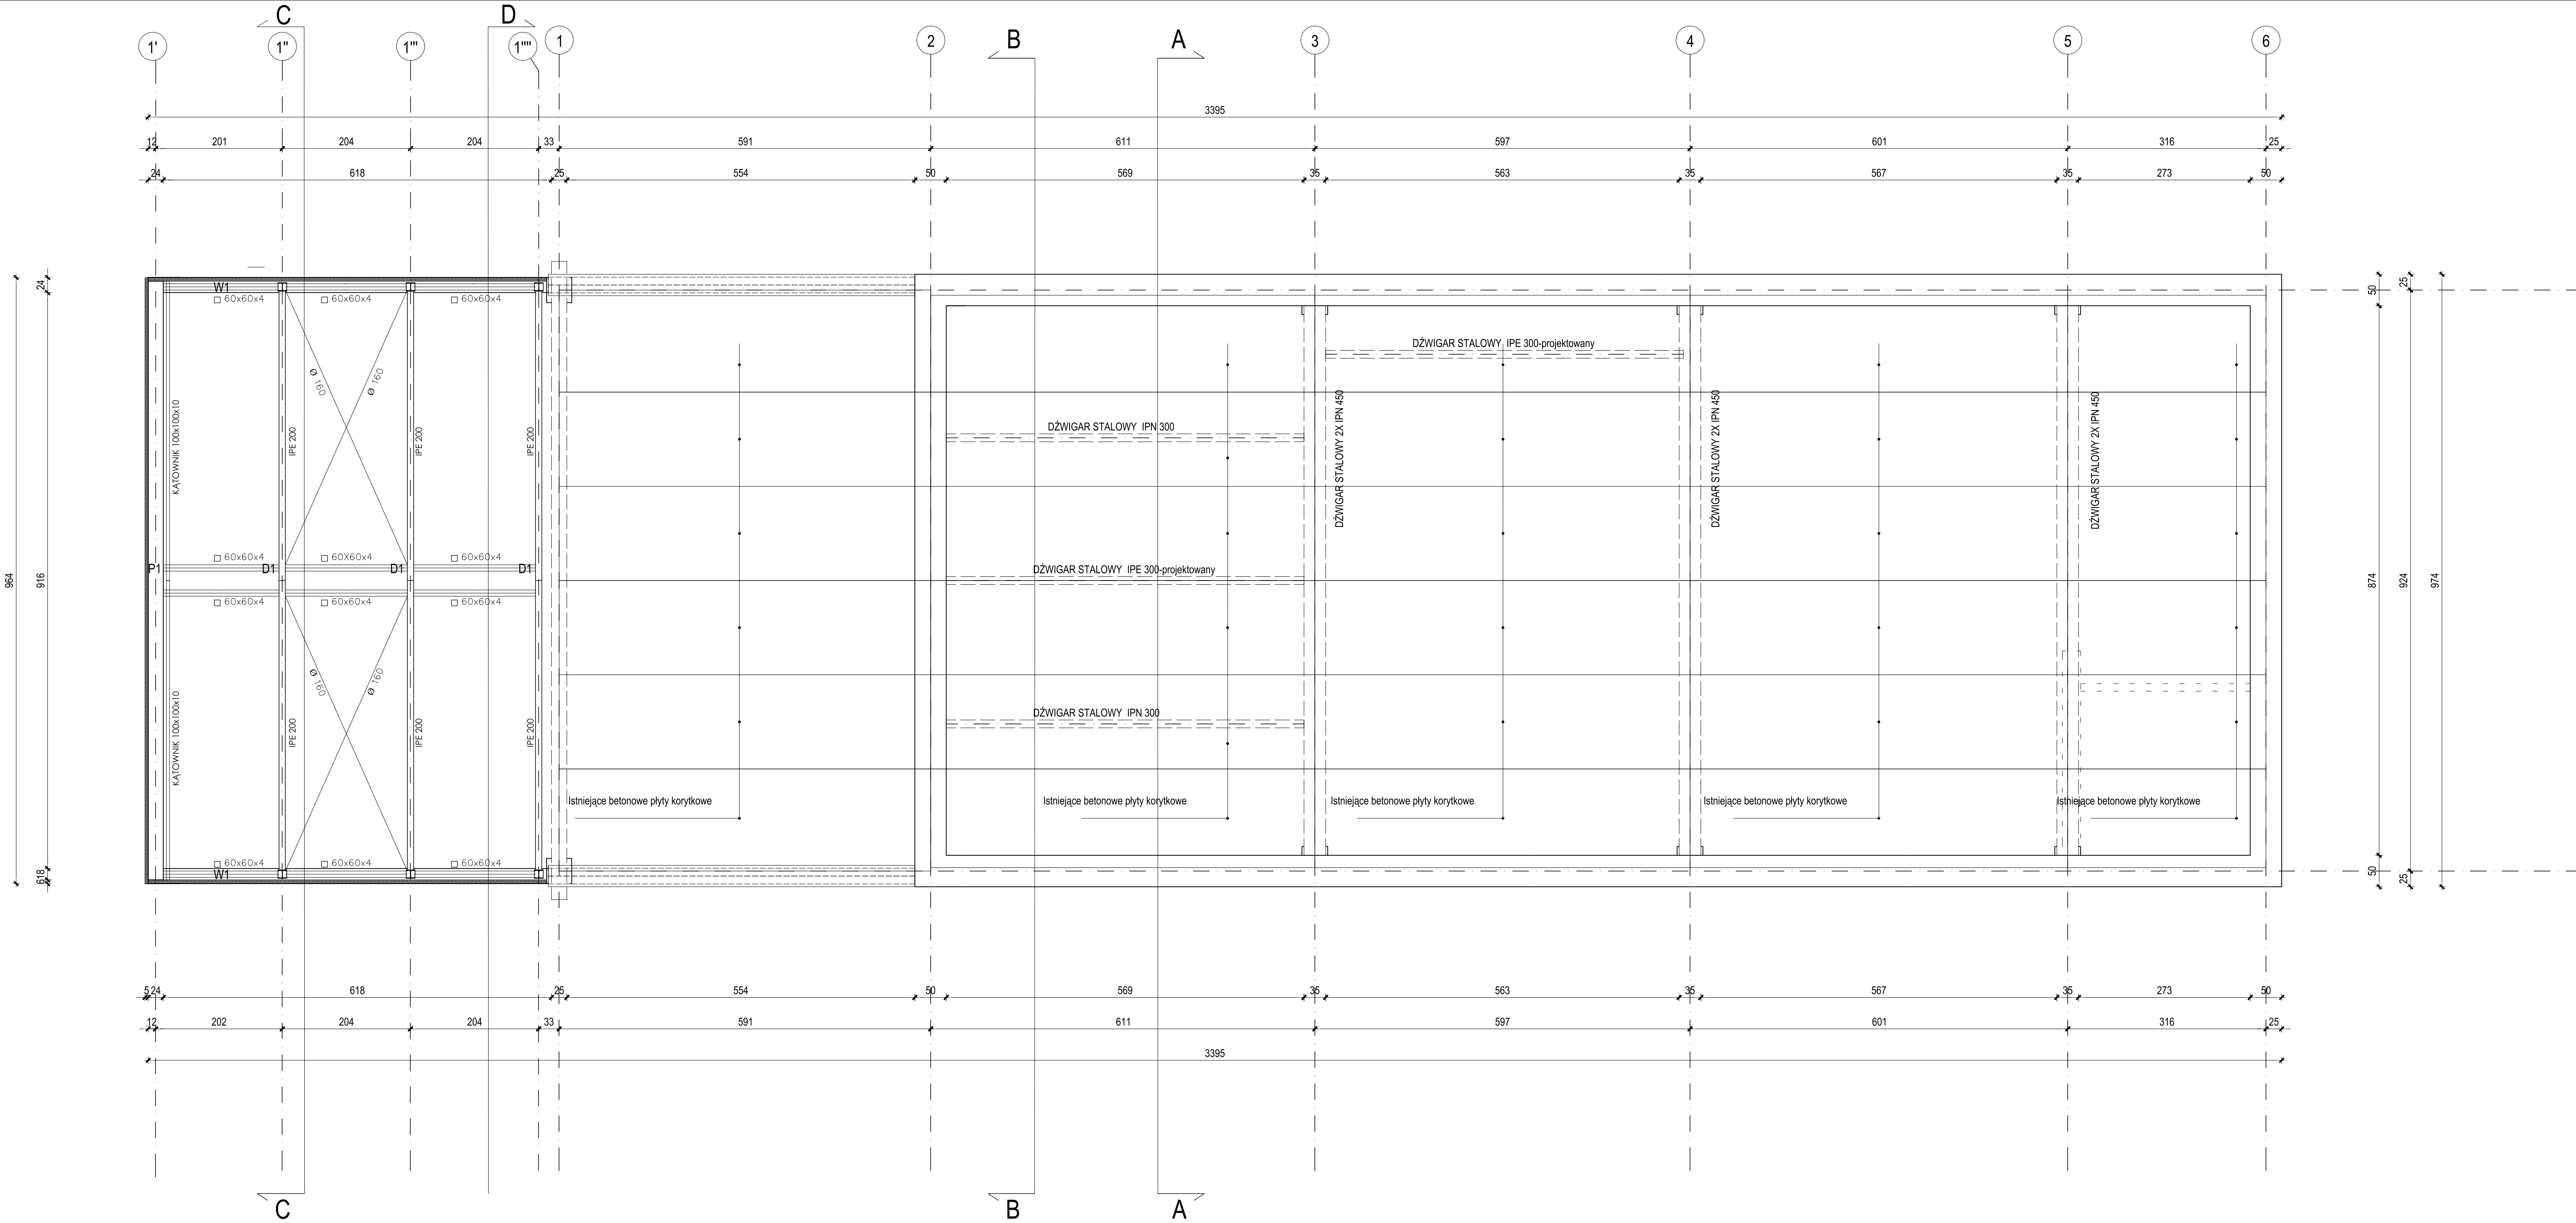 C
D
1'
1"
1"'
1""
1
2
B
A
3
4
5
6
3395
12
201
204
204
33
591
611
597
601
316
25
24
618
25
554
50
569
35
563
35
567
35
273
50
W1
□ 60x60x4
□ 60x60x4
□ 60x60x4
24
964
916
618
KĄTOWNIK 100x100x10
Ø 160
Ø 160
IPE 200
IPE 200
IPE 200
DŹWIGAR STALOWY IPE 300-projektowany
DŹWIGAR STALOWY IPN 300
DŹWIGAR STALOWY 2X IPN 450
DŹWIGAR STALOWY 2X IPN 450
DŹWIGAR STALOWY 2X IPN 450
□ 60x60x4
□ 60X60x4
□ 60x60x4
P1
D1
D1
D1
DŹWIGAR STALOWY IPE 300-projektowany
□ 60x60x4
□ 60x60x4
□ 60x60x4
KĄTOWNIK 100x100x10
Ø 160
Ø 160
IPE 200
IPE 200
IPE 200
DŹWIGAR STALOWY IPN 300
Istniejące betonowe płyty korytkowe
Istniejące betonowe płyty korytkowe
Istniejące betonowe płyty korytkowe
Istniejące betonowe płyty korytkowe
Istniejące betonowe płyty korytkowe
□ 60x60x4
□ 60x60x4
□ 60x60x4
W1
50
25
874
924
974
50
25
5
24
618
25
554
50
569
35
563
35
567
35
273
50
12
202
204
204
33
591
611
597
601
316
25
3395
C
B
A